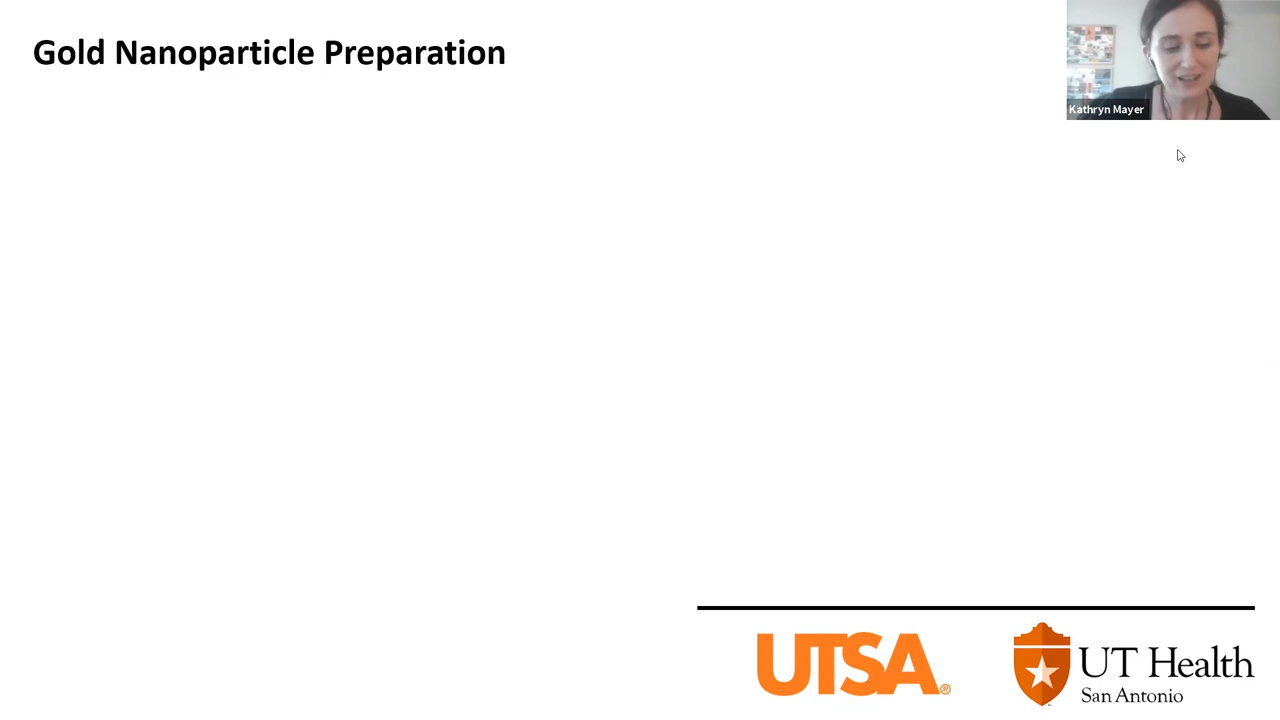 Gold Nanoparticle Preparation
Kathryn Mayer
UTSA®
UT Health
San Antonio